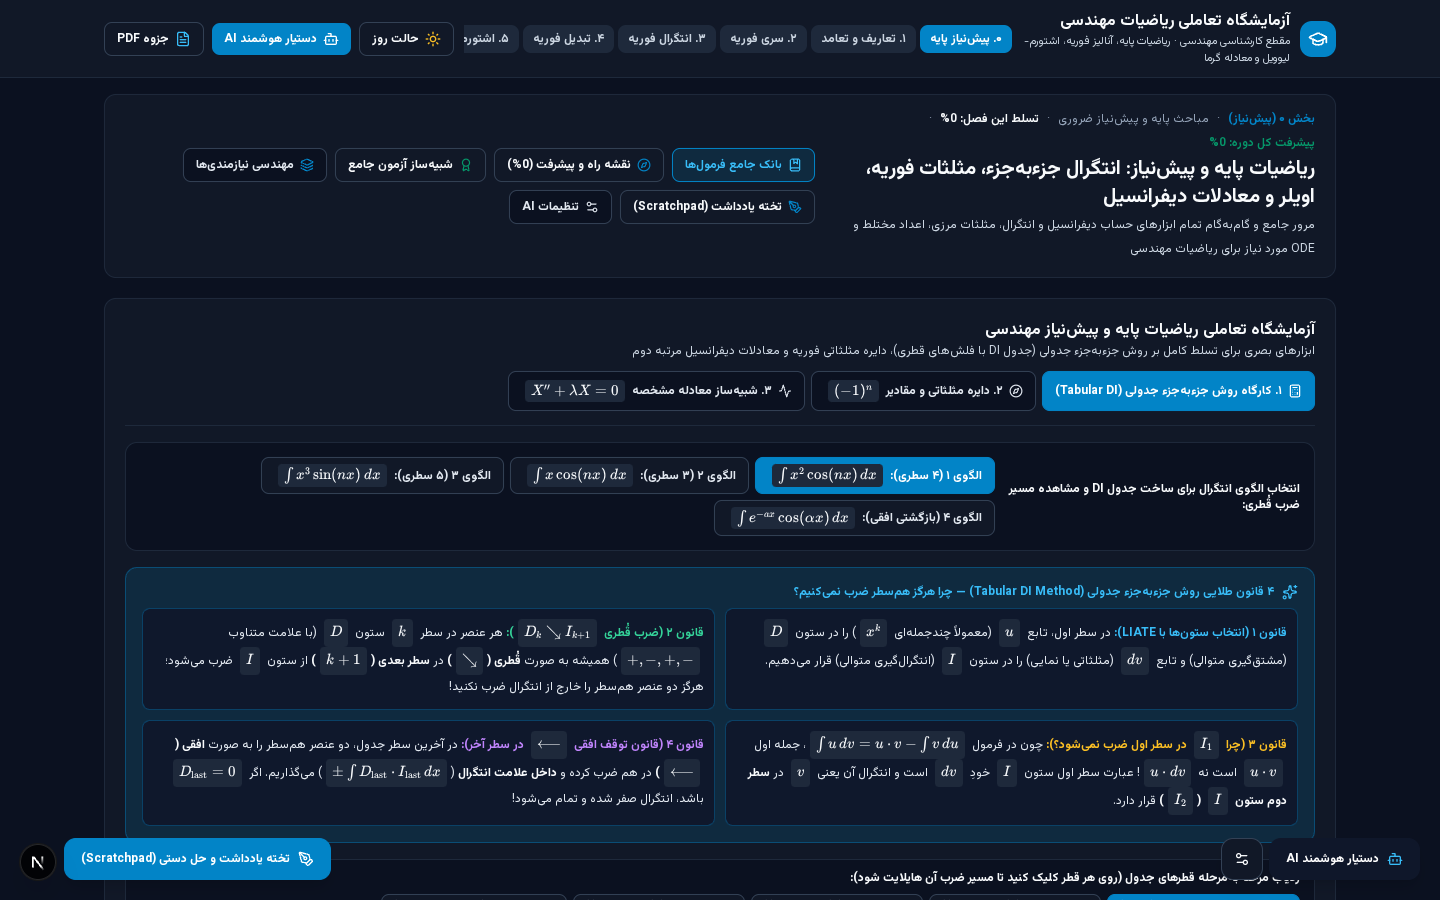 آزمایشگاه تعاملی ریاضیات مهندسی
مقطع کارشناسی مهندسی · ریاضیات پایه، آنالیز فوریه، اشتورم-
لیوویل و معادله گرما
۰. پیش‌نیاز پایه
۱. تعاریف و تعامد
۲. سری فوریه
۳. انتگرال فوریه
۴. تبدیل فوریه
۵. اشتورم
حالت روز
دستیار هوشمند AI
جزوه PDF
بخش ۰ (پیش‌نیاز) · مباحث پایه و پیش‌نیاز ضروری · تسلط این فصل: 0% ·
پیشرفت کل دوره: 0%
ریاضیات پایه و پیش‌نیاز: انتگرال جزءبه‌جزء، مثلثات فوریه،
اویلر و معادلات دیفرانسیل
مرور جامع و گام‌به‌گام تمام ابزارهای حساب دیفرانسیل و انتگرال، مثلثات مرزی، اعداد مختلط و
ODE مورد نیاز برای ریاضیات مهندسی
بانک جامع فرمول‌ها
نقشه راه و پیشرفت (0%)
شبیه‌ساز آزمون جامع
مهندسی نیازمندی‌ها
تخته یادداشت (Scratchpad)
تنظیمات AI
آزمایشگاه تعاملی ریاضیات پایه و پیش‌نیاز مهندسی
ابزارهای بصری برای تسلط کامل بر روش جزءبه‌جزء جدولی (جدول DI با فلش‌های قطری)، دایره مثلثاتی فوریه و معادلات دیفرانسیل مرتبه دوم
۱. کارگاه روش جزءبه‌جزء جدولی (Tabular DI)
۲. دایره مثلثاتی و مقادیر (−1)ⁿ
۳. شبیه‌ساز معادله مشخصه X″ + λX = 0
انتخاب الگوی انتگرال برای ساخت جدول DI و مشاهده مسیر
ضرب قُطری:
الگوی ۱ (۴ سطری): ∫ x² cos(nx) dx
الگوی ۲ (۳ سطری): ∫ x cos(nx) dx
الگوی ۳ (۵ سطری): ∫ x³ sin(nx) dx
الگوی ۴ (بازگشتی افقی): ∫ e^{−ax} cos(αx) dx
۴ قانون طلایی روش جزءبه‌جزء جدولی (Tabular DI Method) — چرا هرگز هم‌سطر ضرب نمی‌کنیم؟
قانون ۱ (انتخاب ستون‌ها با LIATE): در سطر اول، تابع u (معمولاً چندجمله‌ای x^k) را در ستون D
(مشتق‌گیری متوالی) و تابع dv (مثلثاتی یا نمایی) را در ستون I (انتگرال‌گیری متوالی) قرار می‌دهیم.
قانون ۲ (ضرب قُطری D_k ↘ I_{k+1}): هر عنصر در سطر k ستون D (با علامت متناوب
+, −, +, −) همیشه به صورت قُطری (↘) در سطر بعدی (k + 1) از ستون I ضرب می‌شود؛
هرگز دو عنصر هم‌سطر را خارج از انتگرال ضرب نکنید!
قانون ۳ (چرا I₁ در سطر اول ضرب نمی‌شود؟): چون در فرمول ∫ u dv = u · v − ∫ v du، جمله اول
u · v است نه u · dv! عبارت سطر اول ستون I خودِ dv است و انتگرال آن یعنی v در سطر
دوم ستون I (I₂) قرار دارد.
قانون ۴ (قانون توقف افقی ⟵ در سطر آخر): در آخرین سطر جدول، دو عنصر هم‌سطر را به صورت افقی (
⟵) در هم ضرب کرده و داخل علامت انتگرال (± ∫ D_last · I_last dx) می‌گذاریم. اگر D_last = 0
باشد، انتگرال صفر شده و تمام می‌شود!
مرحله قطرهای جدول (روی هر قطر کلیک کنید تا مسیر ضرب آن هایلایت شود):
دستیار هوشمند AI
تخته یادداشت و حل دستی (Scratchpad)
N